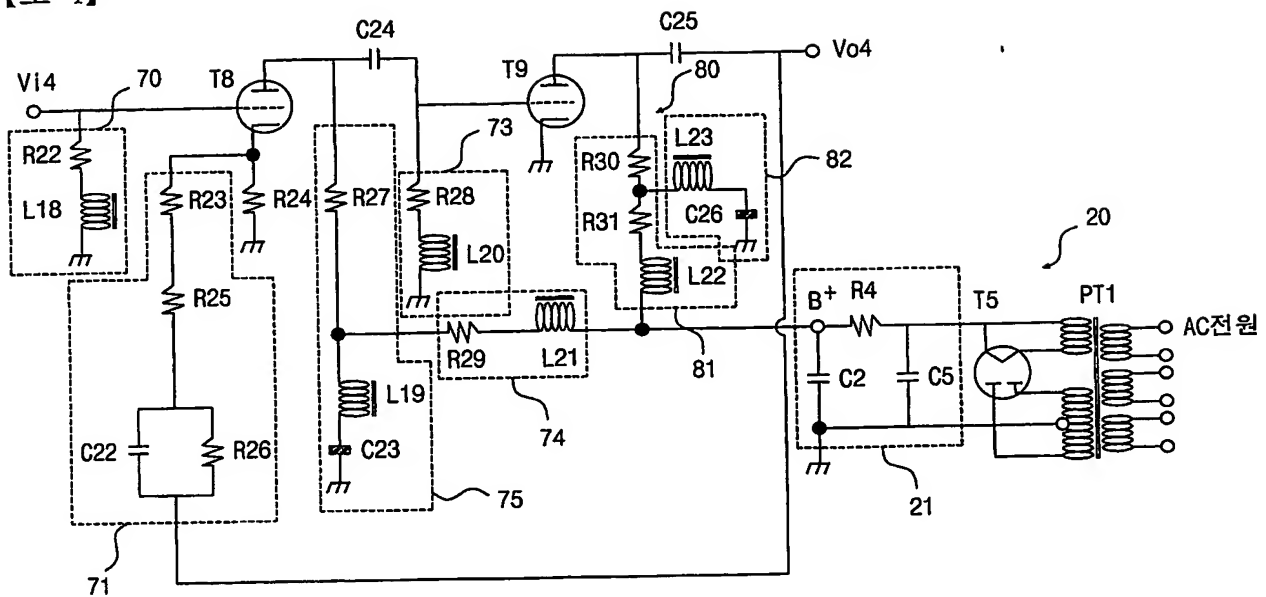 C24
C25
Vo4
Vi4
70
T8
T9
80
73
L23
82
R22
R30
R23
R24
R27
R28
C26
20
L18
R31
L20
L22
R25
B+
R4
T5
PT1
AC전원
R29
L21
81
C2
C5
L19
74
C22
R26
C23
75
21
71